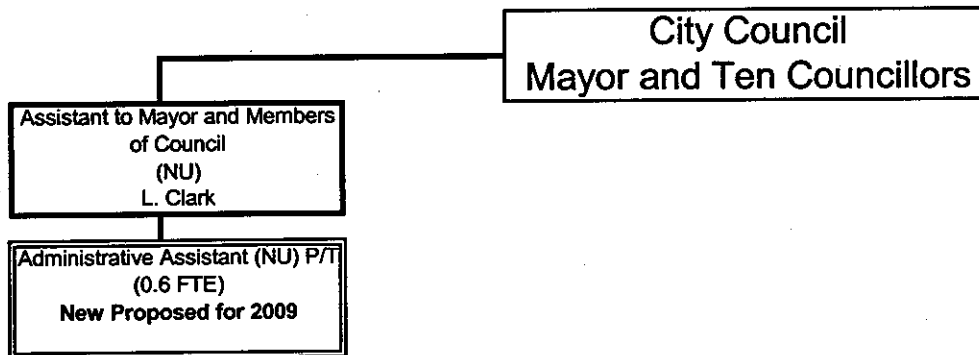 City Council
Mayor and Ten Councillors
Assistant to Mayor and Members
of Council
(NU)
L. Clark
Administrative Assistant (NU) P/T
(0.6 FTE)
New Proposed for 2009